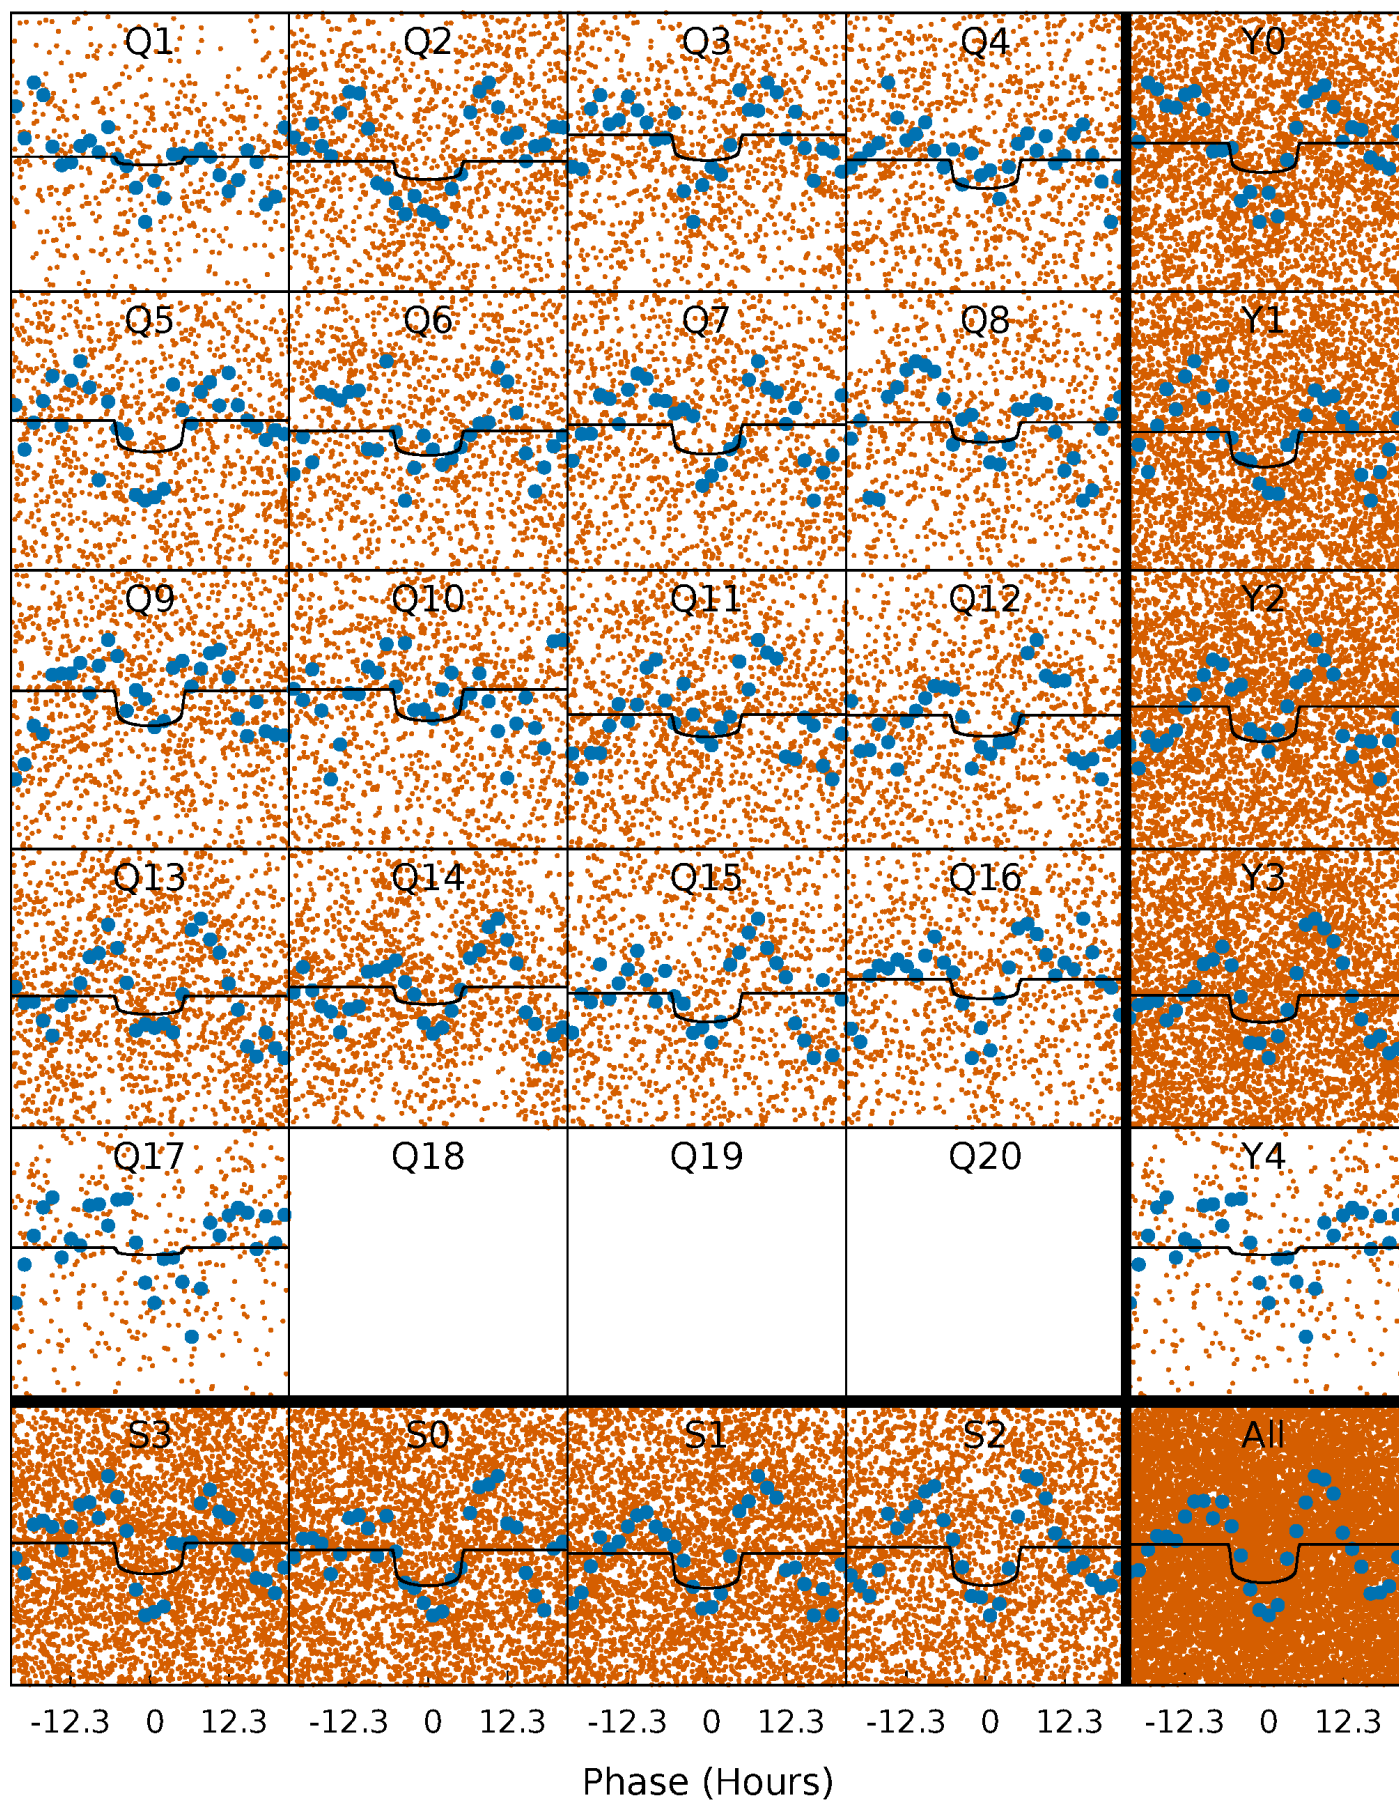 Q1 Q2 Q3 Q4 Y0
Q5 Q6 Q7 Q8 Y1
Q9 Q10 Q11 Q12 Y2
Q13 Q14 Q15 Q16 Y3
Q17 Q18 Q19 Q20 Y4
S3 S0 S1 S2 All
-12.3 0 12.3 -12.3 0 12.3 -12.3 0 12.3 -12.3 0 12.3 -12.3 0 12.3
Phase (Hours)